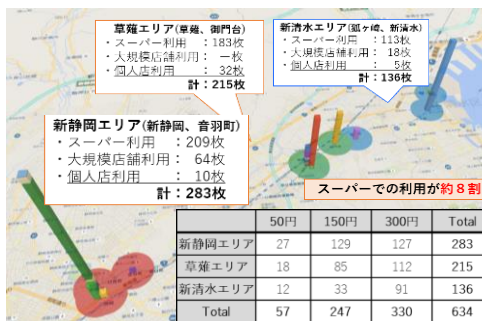 草薙エリア(草薙、御門台)
・スーパー利用 ：183枚
・大規模店舗利用： ー枚
・個人店利用 ： 32枚
計：215枚
新清水エリア(狐ヶ崎、新清水)
・スーパー利用 ：113枚
・大規模店舗利用： 18枚
・個人店利用 ： 5枚
計：136枚
新静岡エリア(新静岡、音羽町)
・スーパー利用 ：209枚
・大規模店舗利用： 64枚
・個人店利用 ： 10枚
計：283枚
スーパーでの利用が約８割
50円 150円 300円 Total
新静岡エリア 27 129 127 283
草薙エリア 18 85 112 215
新清水エリア 12 33 91 136
Total 57 247 330 634